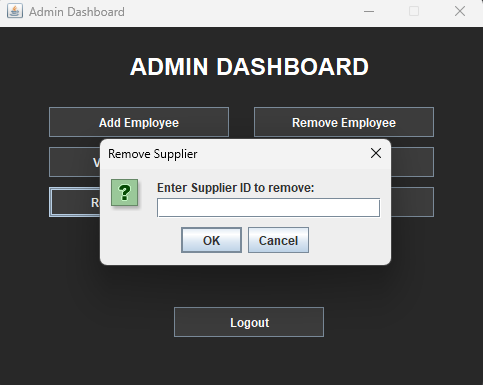 Admin Dashboard
ADMIN DASHBOARD
Add Employee
Remove Employee
Remove Supplier
Enter Supplier ID to remove:
?
OK
Cancel
Logout